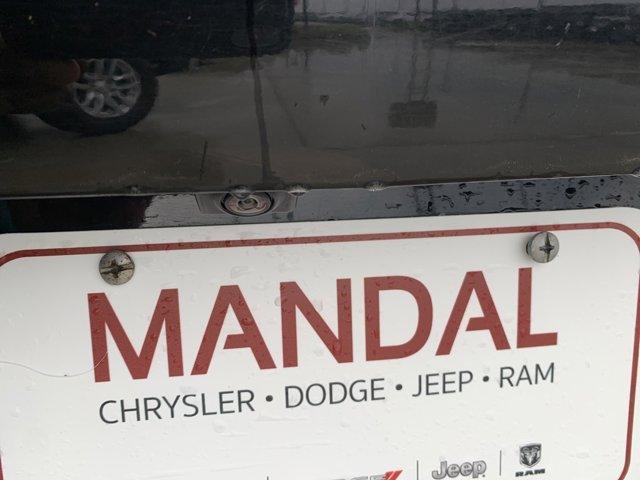 MANDAL
CHRYSLER • DODGE • JEEP • RAM
Jeep RAM